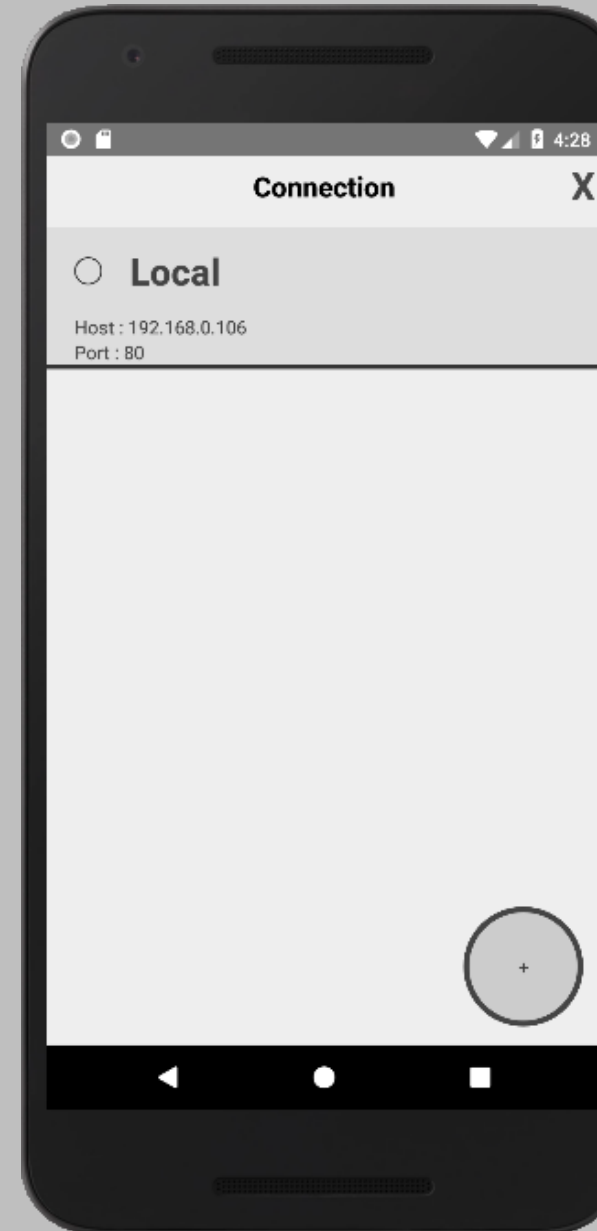 4:28
Connection
X
Local
Host : 192.168.0.106
Port : 80
+